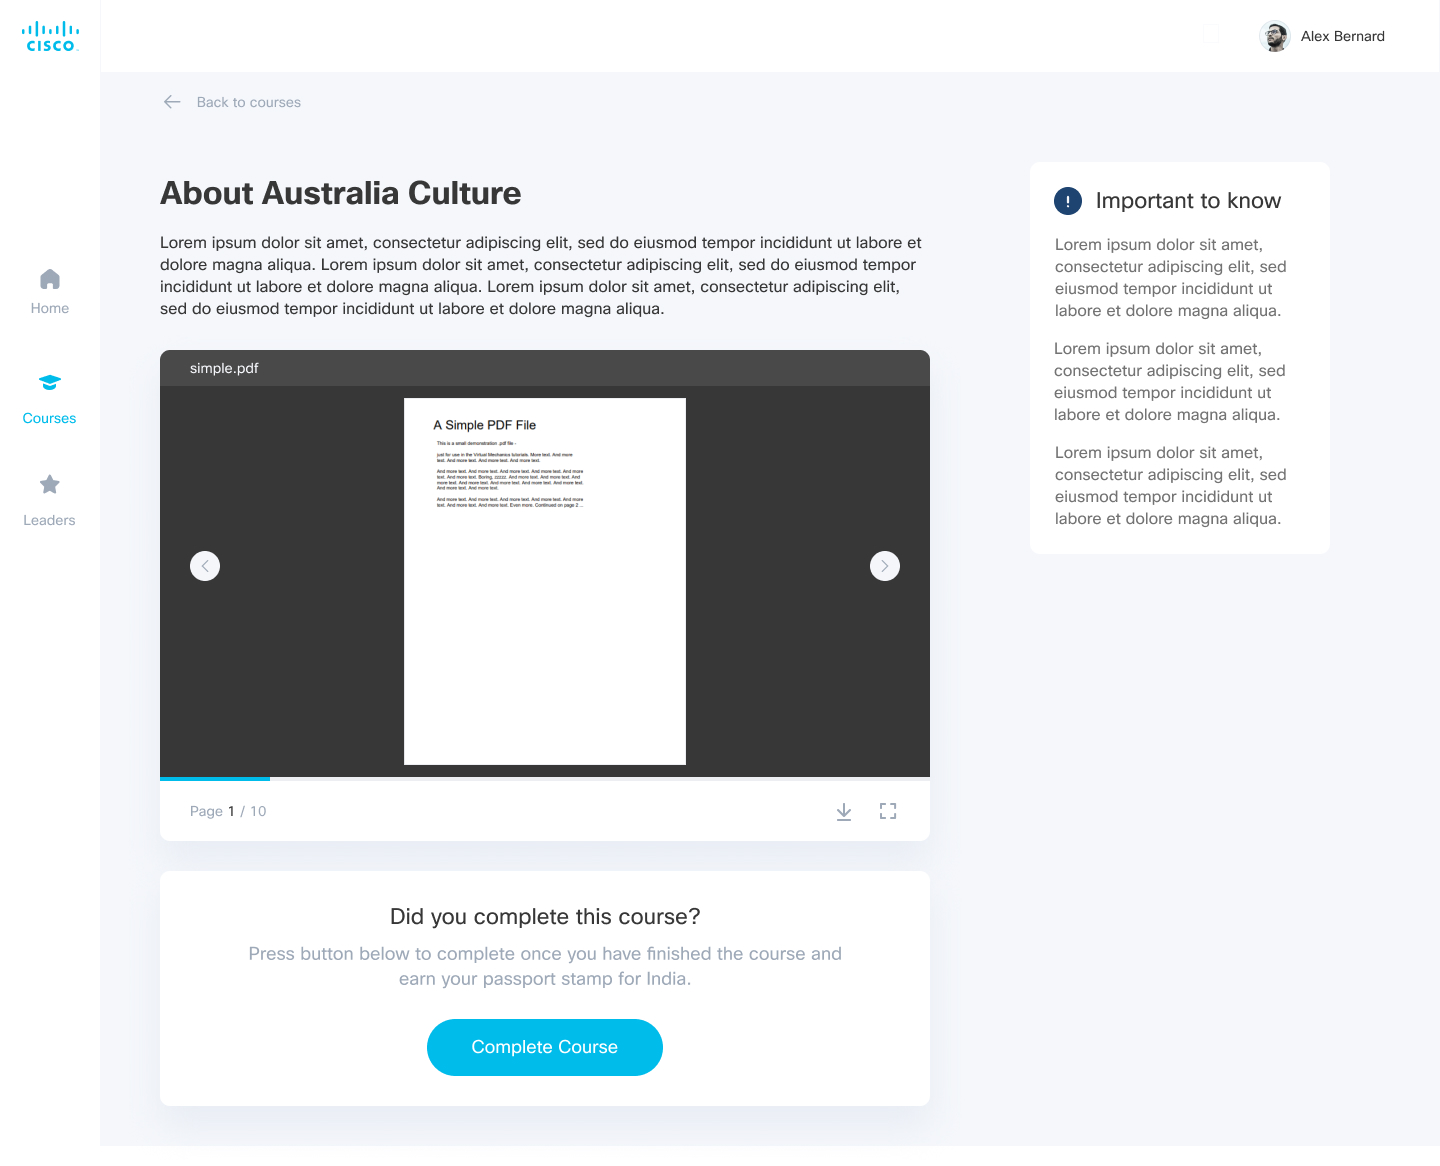 CISCO
Alex Bernard
Back to courses
Home
Courses
Leaders
About Australia Culture
Lorem ipsum dolor sit amet, consectetur adipiscing elit, sed do eiusmod tempor incididunt ut labore et
dolore magna aliqua. Lorem ipsum dolor sit amet, consectetur adipiscing elit, sed do eiusmod tempor
incididunt ut labore et dolore magna aliqua. Lorem ipsum dolor sit amet, consectetur adipiscing elit,
sed do eiusmod tempor incididunt ut labore et dolore magna aliqua.
simple.pdf
A Simple PDF File
This is a small demonstration .pdf file -
just for use in the Virtual Mechanics tutorials. More text. And more
text. And more text. And more text. And more text.
And more text. And more text. And more text. And more text. And more
text. And more text. Boring, zzzzz. And more text. And more text. And
more text. And more text. And more text. And more text. And more text.
And more text. And more text.
And more text. And more text. And more text. And more text. And more
text. And more text. And more text. Even more. Continued on page 2 ...
Page 1 / 10
Did you complete this course?
Press button below to complete once you have finished the course and
earn your passport stamp for India.
Complete Course
Important to know
Lorem ipsum dolor sit amet,
consectetur adipiscing elit, sed
eiusmod tempor incididunt ut
labore et dolore magna aliqua.
Lorem ipsum dolor sit amet,
consectetur adipiscing elit, sed
eiusmod tempor incididunt ut
labore et dolore magna aliqua.
Lorem ipsum dolor sit amet,
consectetur adipiscing elit, sed
eiusmod tempor incididunt ut
labore et dolore magna aliqua.